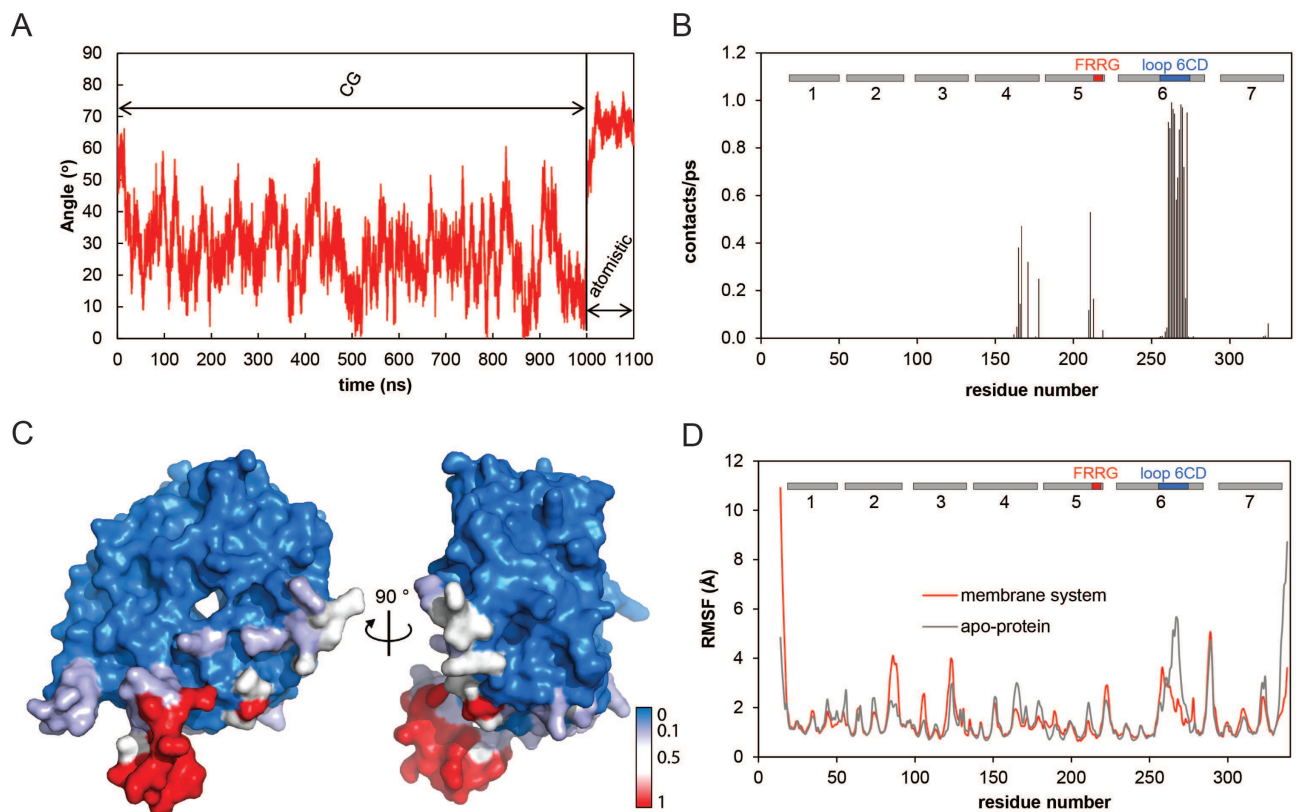 A
90
80
70
60
50
40
30
20
10
0
Angle (º)
CG
atomistic
0 100 200 300 400 500 600 700 800 900 1000 1100
time (ns)
B
1.2
1.0
0.8
0.6
0.4
0.2
0.0
contacts/ps
FRRG loop 6CD
1 2 3 4 5 6 7
0 50 100 150 200 250 300
residue number
C
90 °
0
0.1
0.5
1
D
12
10
8
6
4
2
0
RMSF (Å)
FRRG loop 6CD
1 2 3 4 5 6 7
membrane system
apo-protein
0 50 100 150 200 250 300
residue number